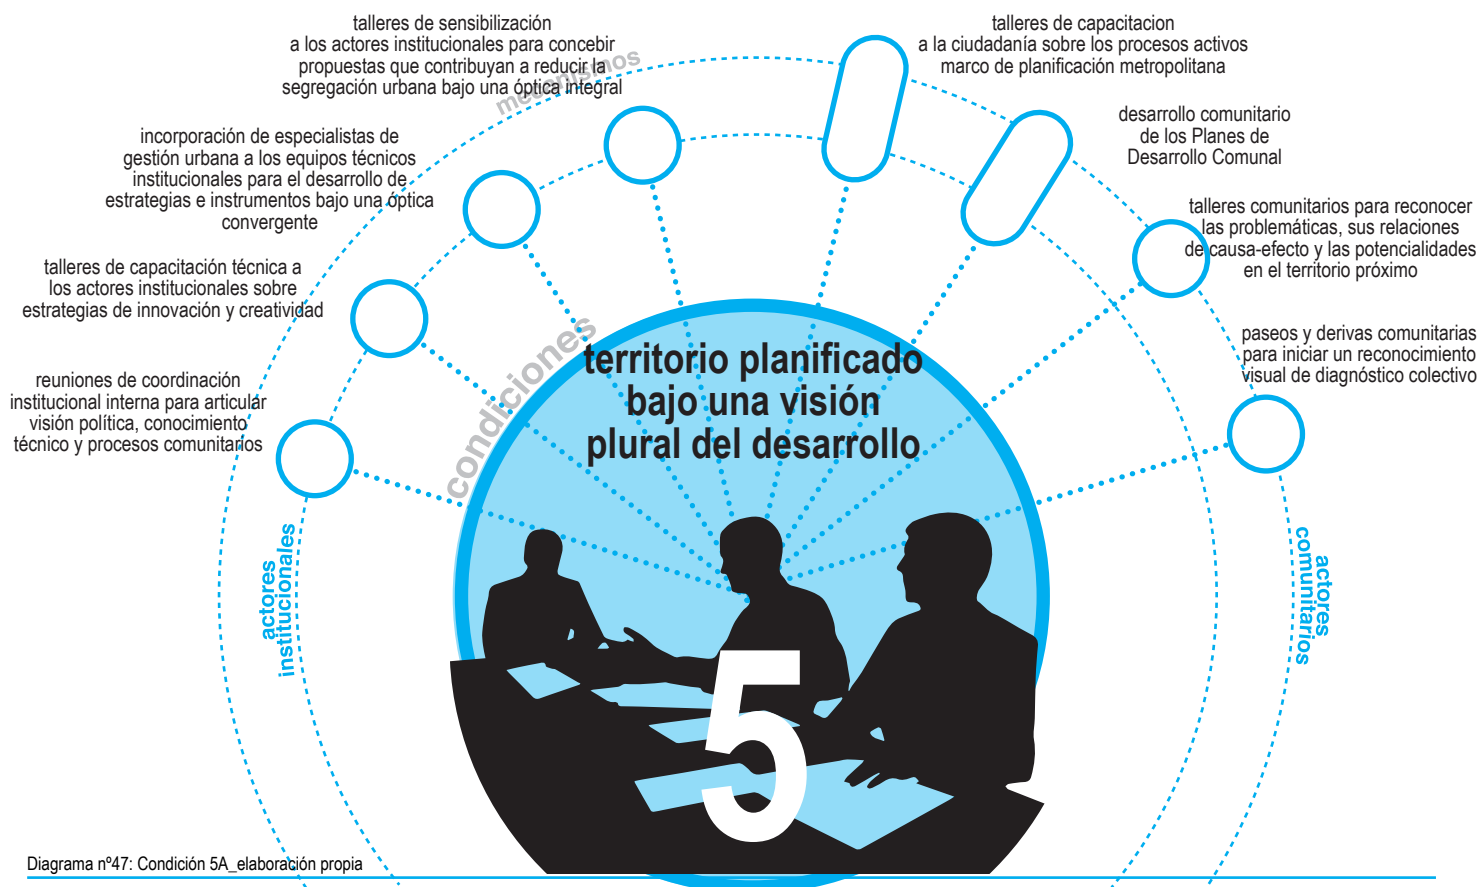 talleres de sensibilización
a los actores institucionales para concebir
propuestas que contribuyan a reducir la
segregación urbana bajo una óptica integral
mecanismos
talleres de capacitacion
a la ciudadanía sobre los procesos activos
marco de planificación metropolitana
desarrollo comunitario
de los Planes de
Desarrollo Comunal
incorporación de especialistas de
gestión urbana a los equipos técnicos
institucionales para el desarrollo de
estrategias e instrumentos bajo una óptica
convergente
talleres comunitarios para reconocer
las problemáticas, sus relaciones
de causa-efecto y las potencialidades
en el territorio próximo
talleres de capacitación técnica a
los actores institucionales sobre
estrategias de innovación y creatividad
paseos y derivas comunitarias
para iniciar un reconocimiento
visual de diagnóstico colectivo
reuniones de coordinación
institucional interna para articular
visión política, conocimiento
técnico y procesos comunitarios
condiciones
territorio planificado
bajo una visión
plural del desarrollo
actores
institucionales
actores
comunitarios
5
Diagrama nº47: Condición 5A_elaboración propia